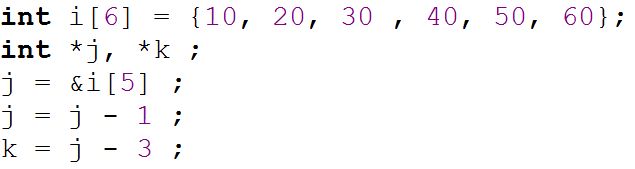 int i[6] = {10, 20, 30 , 40, 50, 60};
int *j, *k ;
j = &i[5] ;
j = j - 1 ;
k = j - 3 ;